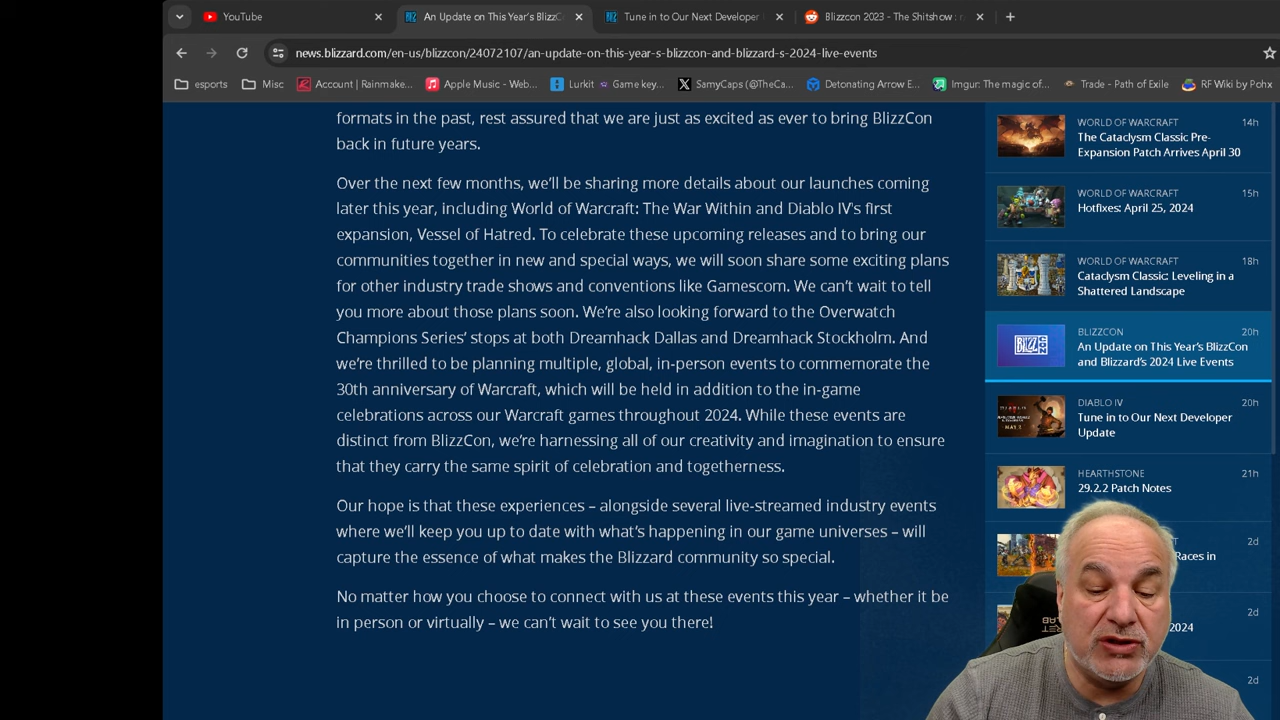 YouTube
An Update on This Year's BlizzC
Tune in to Our Next Developer
Blizzcon 2023 - The Shitshow : r
news.blizzard.com/en-us/blizzcon/24072107/an-update-on-this-year-s-blizzcon-and-blizzard-s-2024-live-events
esports
Misc
Account | Rainmake...
Apple Music - Web...
Lurkit
Game key...
SamyCaps (@TheCa...
Detonating Arrow E...
Imgur: The magic of...
Trade - Path of Exile
RF Wiki by Pohx
formats in the past, rest assured that we are just as excited as ever to bring BlizzCon
back in future years.
Over the next few months, we'll be sharing more details about our launches coming
later this year, including World of Warcraft: The War Within and Diablo IV's first
expansion, Vessel of Hatred. To celebrate these upcoming releases and to bring our
communities together in new and special ways, we will soon share some exciting plans
for other industry trade shows and conventions like Gamescom. We can't wait to tell
you more about those plans soon. We're also looking forward to the Overwatch
Champions Series' stops at both Dreamhack Dallas and Dreamhack Stockholm. And
we're thrilled to be planning multiple, global, in-person events to commemorate the
30th anniversary of Warcraft, which will be held in addition to the in-game
celebrations across our Warcraft games throughout 2024. While these events are
distinct from BlizzCon, we're harnessing all of our creativity and imagination to ensure
that they carry the same spirit of celebration and togetherness.
Our hope is that these experiences – alongside several live-streamed industry events
where we'll keep you up to date with what's happening in our game universes – will
capture the essence of what makes the Blizzard community so special.
No matter how you choose to connect with us at these events this year – whether it be
in person or virtually – we can't wait to see you there!
WORLD OF WARCRAFT 14h
The Cataclysm Classic Pre-
Expansion Patch Arrives April 30
WORLD OF WARCRAFT 15h
Hotfixes: April 25, 2024
WORLD OF WARCRAFT 18h
Cataclysm Classic: Leveling in a
Shattered Landscape
BLIZZCON 20h
An Update on This Year's BlizzCon
and Blizzard's 2024 Live Events
DIABLO IV 20h
Tune in to Our Next Developer
Update
HEARTHSTONE 21h
29.2.2 Patch Notes
2d
Races in
2d
2024
2d